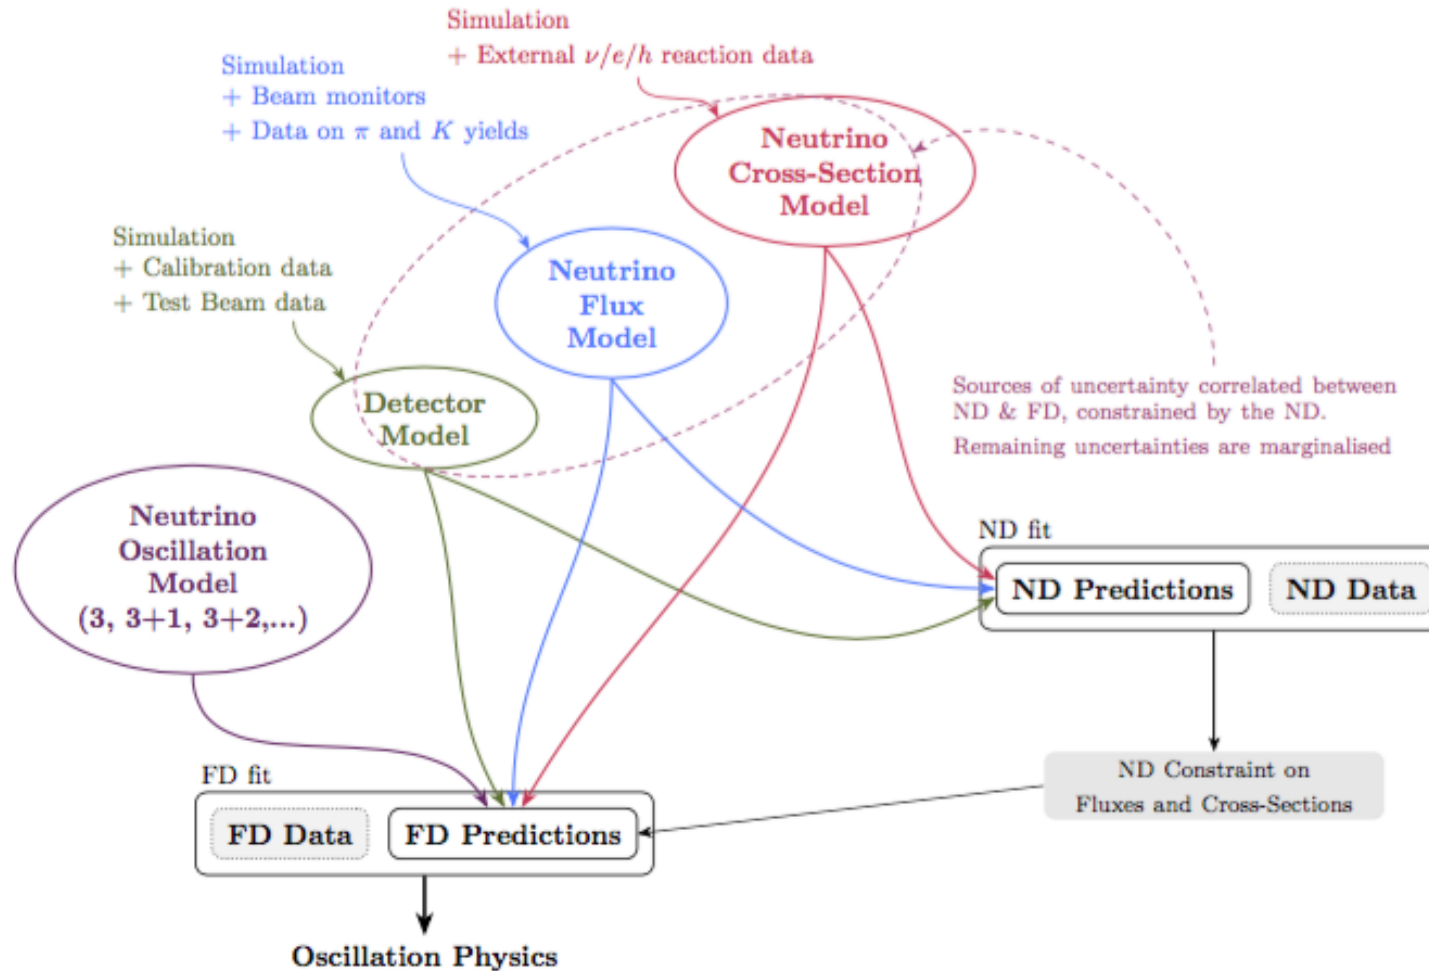 Simulation
+ External ν/e/h reaction data
Simulation
+ Beam monitors
+ Data on π and K yields
Neutrino
Cross-Section
Model
Simulation
+ Calibration data
+ Test Beam data
Neutrino
Flux
Model
Detector
Model
Sources of uncertainty correlated between
ND & FD, constrained by the ND.
Remaining uncertainties are marginalised
Neutrino
Oscillation
Model
(3, 3+1, 3+2,...)
ND fit
ND Predictions
ND Data
ND Constraint on
Fluxes and Cross-Sections
FD fit
FD Data
FD Predictions
Oscillation Physics